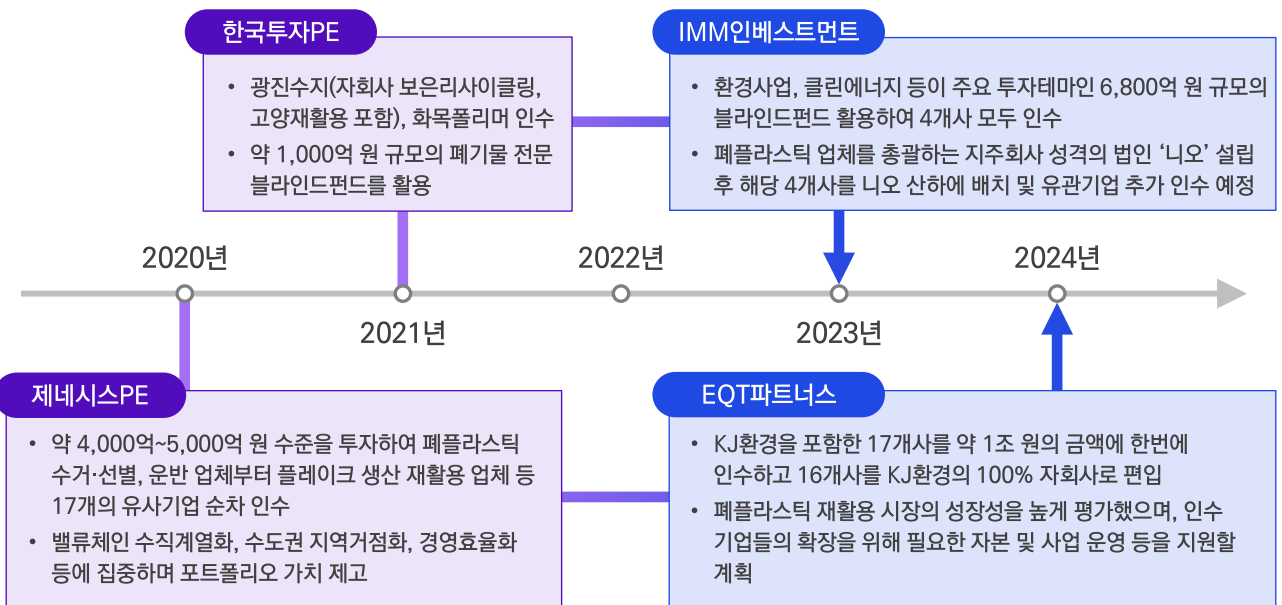 한국투자PE
• 광진수지(자회사 보은리사이클링,
고양재활용 포함), 화목폴리머 인수
• 약 1,000억 원 규모의 폐기물 전문
블라인드펀드를 활용
IMM인베스트먼트
• 환경사업, 클린에너지 등이 주요 투자테마인 6,800억 원 규모의
블라인드펀드 활용하여 4개사 모두 인수
• 폐플라스틱 업체를 총괄하는 지주회사 성격의 법인 ‘니오’ 설립
후 해당 4개사를 니오 산하에 배치 및 유관기업 추가 인수 예정
2020년
2021년
2022년
2023년
2024년
제네시스PE
• 약 4,000억~5,000억 원 수준을 투자하여 폐플라스틱
수거·선별, 운반 업체부터 플레이크 생산 재활용 업체 등
17개의 유사기업 순차 인수
• 밸류체인 수직계열화, 수도권 지역거점화, 경영효율화
등에 집중하며 포트폴리오 가치 제고
EQT파트너스
• KJ환경을 포함한 17개사를 약 1조 원의 금액에 한번에
인수하고 16개사를 KJ환경의 100% 자회사로 편입
• 폐플라스틱 재활용 시장의 성장성을 높게 평가했으며, 인수
기업들의 확장을 위해 필요한 자본 및 사업 운영 등을 지원할
계획